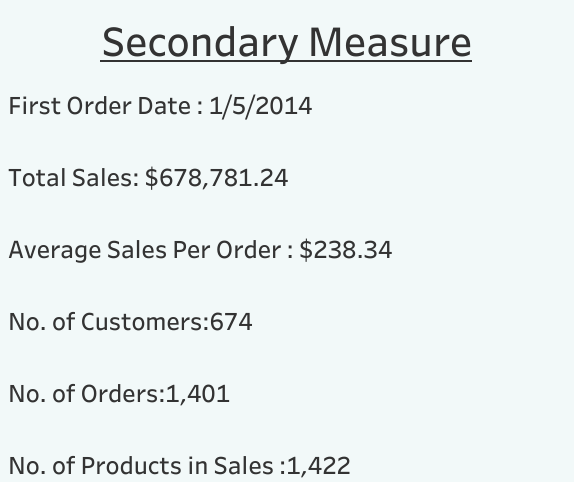 Secondary Measure
First Order Date : 1/5/2014
Total Sales: $678,781.24
Average Sales Per Order : $238.34
No. of Customers:674
No. of Orders:1,401
No. of Products in Sales :1,422